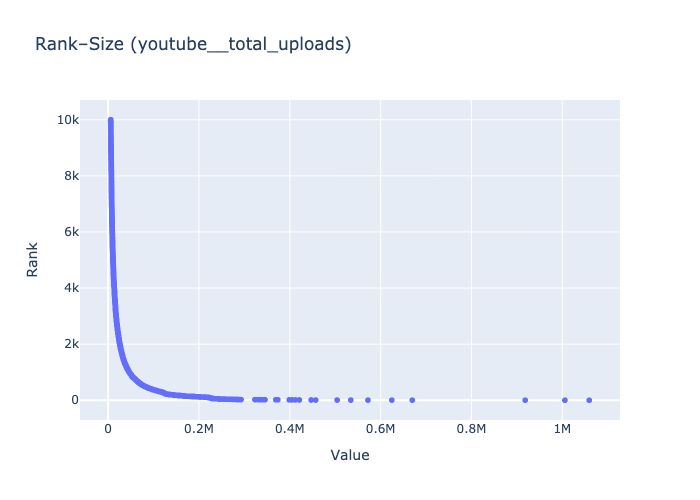 Rank–Size (youtube__total_uploads)
10k
8k
6k
4k
2k
0
Rank
0
0.2M
0.4M
0.6M
0.8M
1M
Value